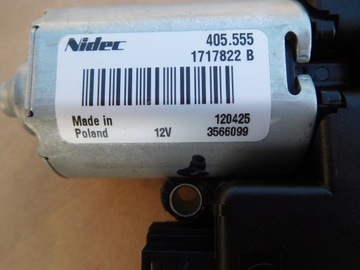 Nidec 405.555
1717822 B
Made in 120425
Poland 12V 3566099